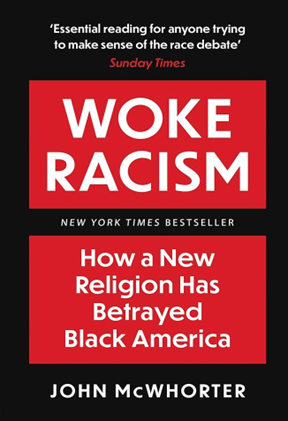 ‘Essential reading for anyone trying
to make sense of the race debate’
Sunday Times
WOKE
RACISM
NEW YORK TIMES BESTSELLER
How a New
Religion Has
Betrayed
Black America
JOHN McWHORTER